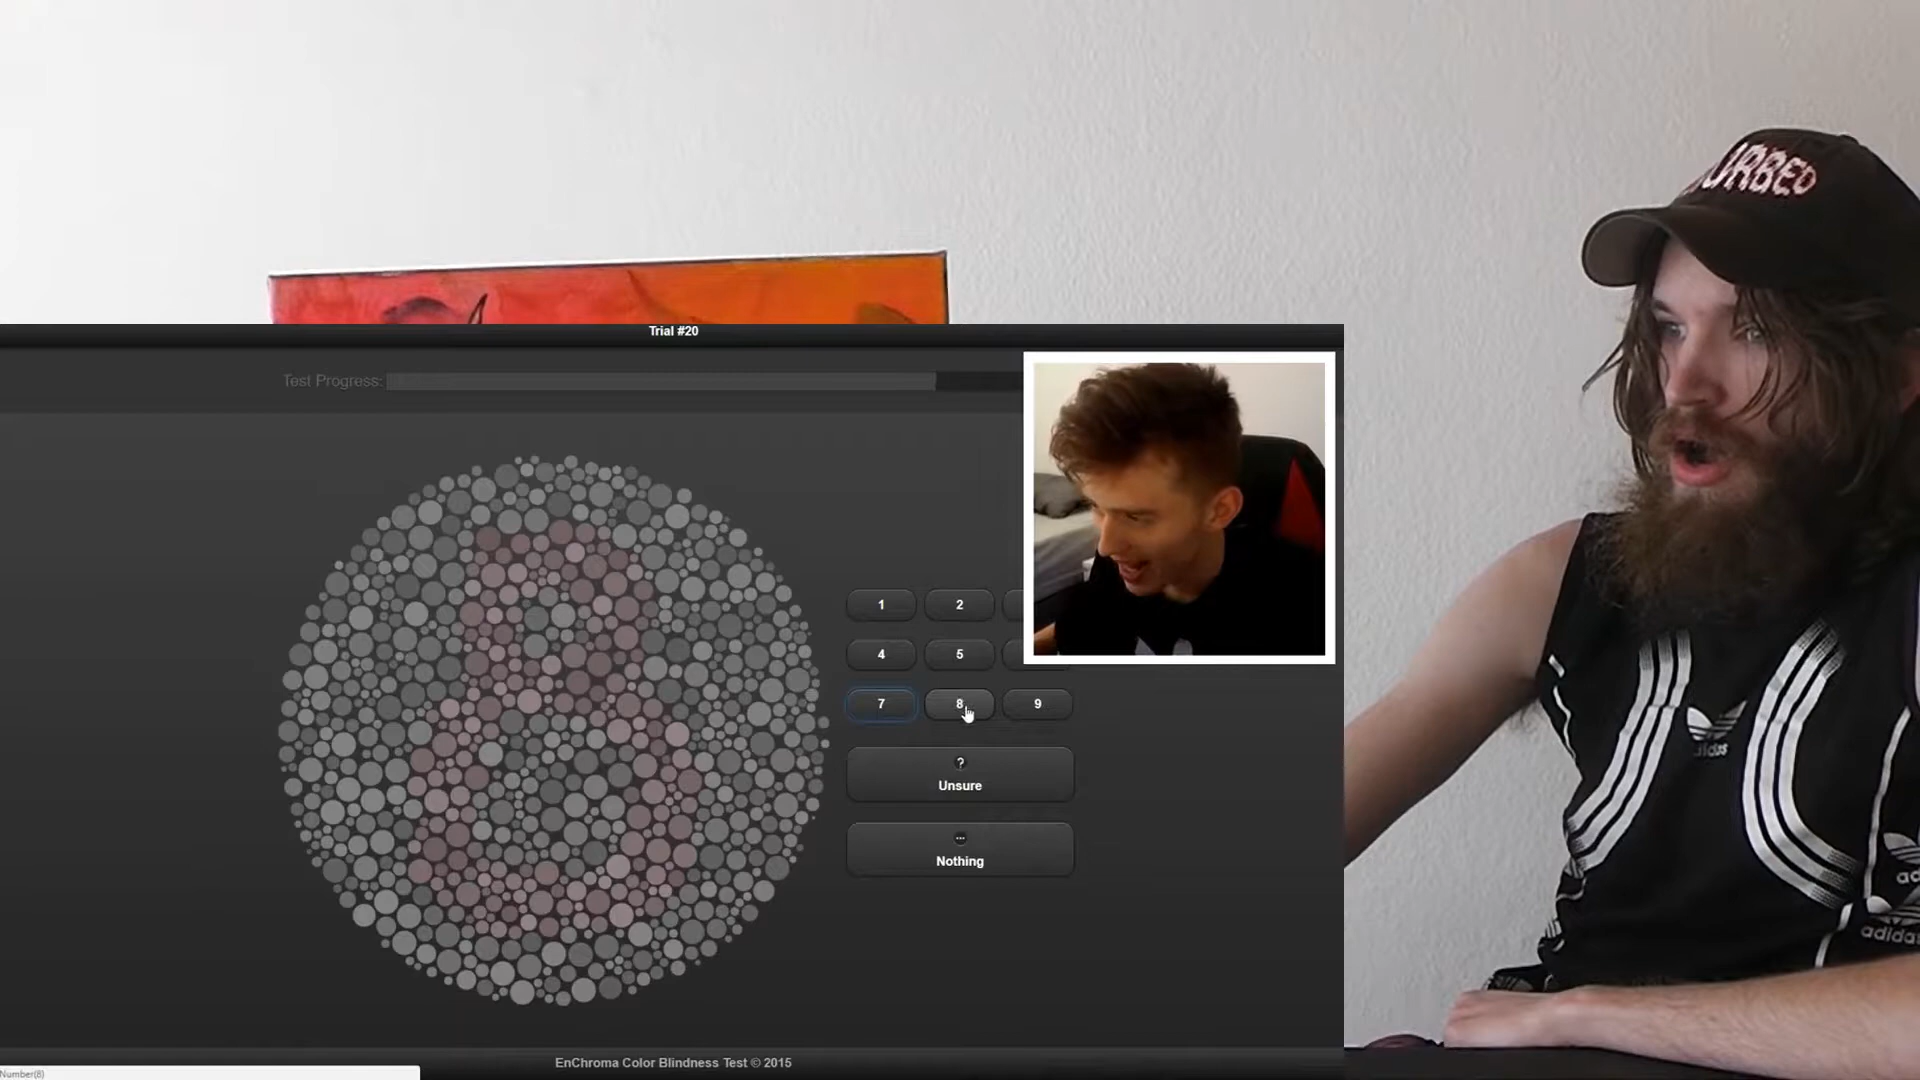 URBED
Trial #20
Test Progress:
1
2
4
5
7
8
9
?
Unsure
...
Nothing
adidas
adidas
EnChroma Color Blindness Test © 2015
Number(8)